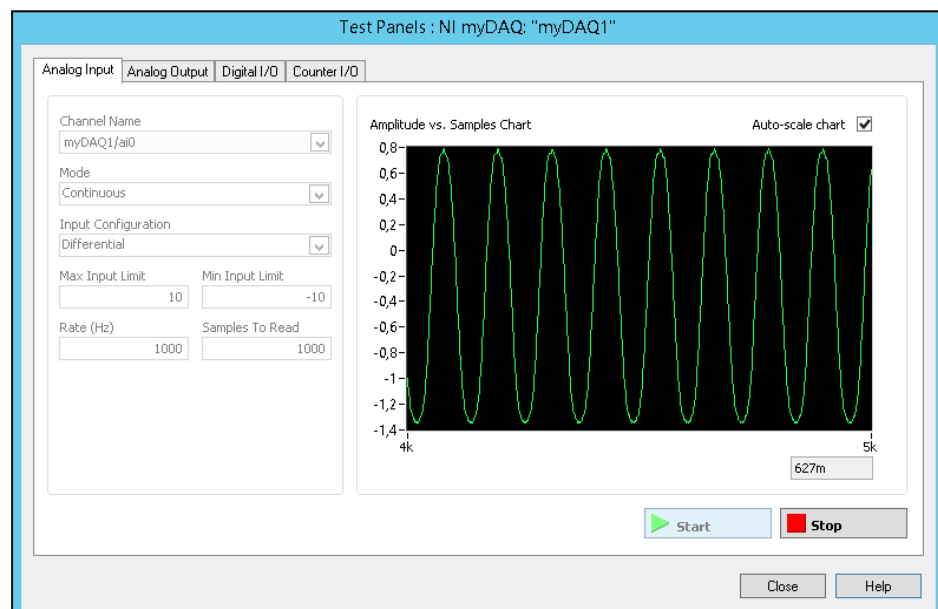 Test Panels : NI myDAQ: "myDAQ1"
Analog Input Analog Output Digital I/O Counter I/O
Channel Name
myDAQ1/ai0
Mode
Continuous
Input Configuration
Differential
Max Input Limit Min Input Limit
10 -10
Rate (Hz) Samples To Read
1000 1000
Amplitude vs. Samples Chart Auto-scale chart
0,8-
0,6-
0,4-
0,2-
0-
-0,2-
-0,4-
-0,6-
-0,8-
-1-
-1,2-
-1,4-
4k 5k
627m
Start Stop
Close Help